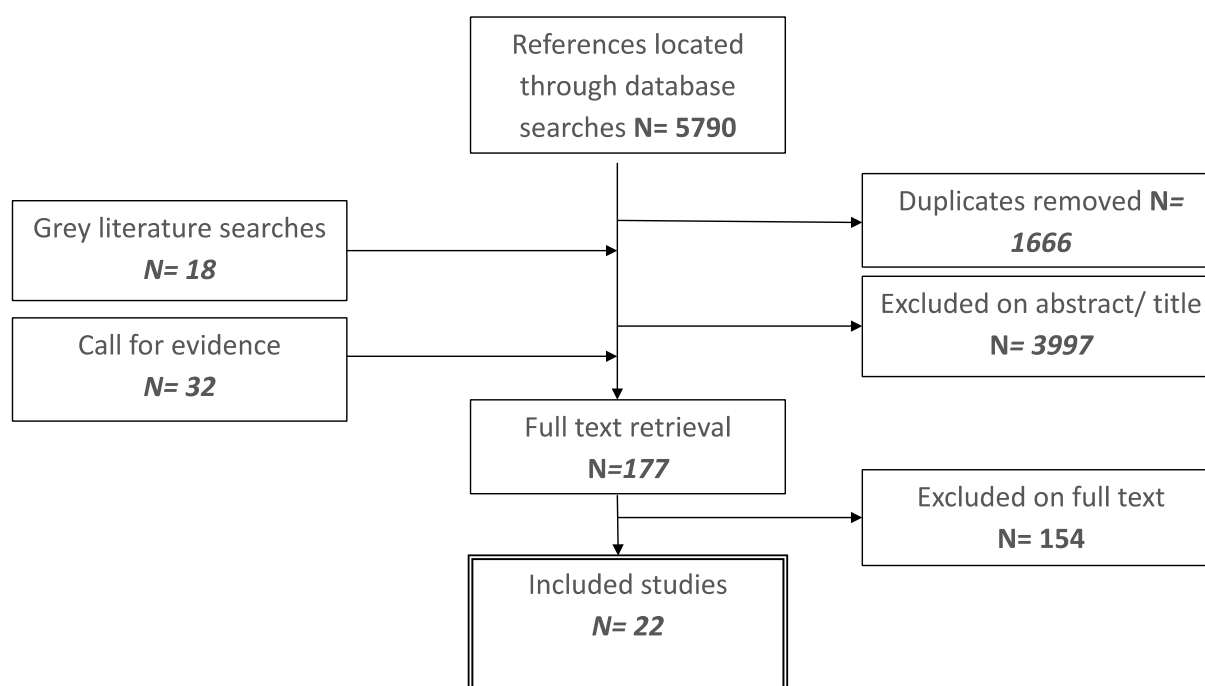 References located
through database
searches N= 5790
Duplicates removed N=
1666
Grey literature searches
N= 18
Excluded on abstract/ title
N= 3997
Call for evidence
N= 32
Full text retrieval
N=177
Excluded on full text
N= 154
Included studies
N= 22